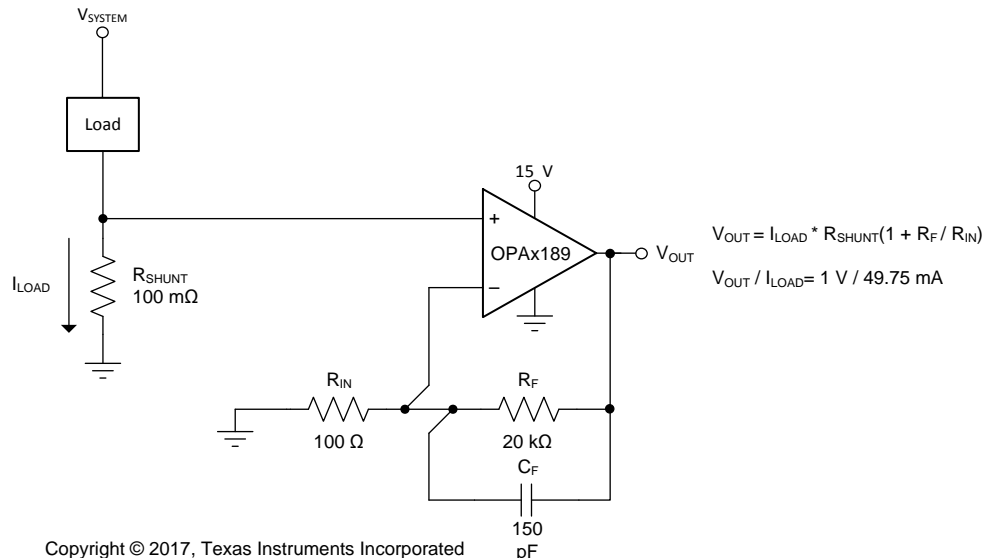 VSYSTEM
Load
15 V
+
OPAx189
−
VOUT
VOUT = ILOAD * RSHUNT(1 + RF / RIN)
VOUT / ILOAD= 1 V / 49.75 mA
ILOAD
RSHUNT
100 mΩ
RIN
100 Ω
RF
20 kΩ
CF
150
pF
Copyright © 2017, Texas Instruments Incorporated